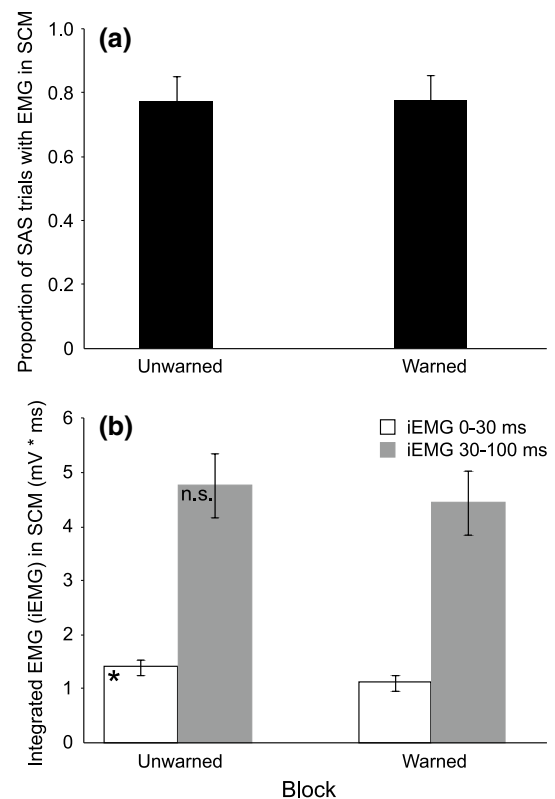 (a)
Proportion of SAS trials with EMG in SCM
1.0
0.8
0.6
0.4
0.2
0
Unwarned Warned
(b)
iEMG 0-30 ms
iEMG 30-100 ms
Integrated EMG (iEMG) in SCM (mV * ms)
6
5
4
3
2
1
0
n.s.
*
Unwarned Warned
Block